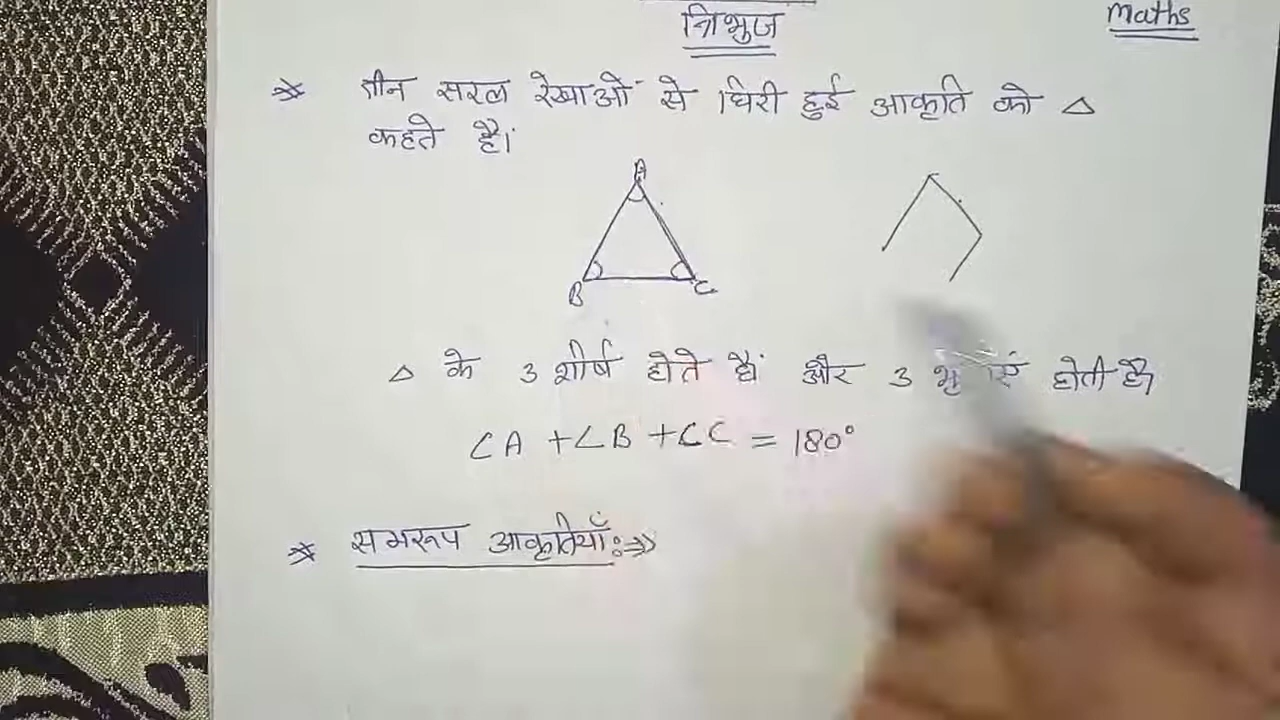 त्रिभुज
Maths
तीन सरल रेखाओं से घिरी हुई आकृति को △
कहते है।
A
B
C
△ के 3 शीर्ष होते हैं और 3 होती है
∠A + ∠B + ∠C = 180°
समरूप आकृतियाँ :⇒